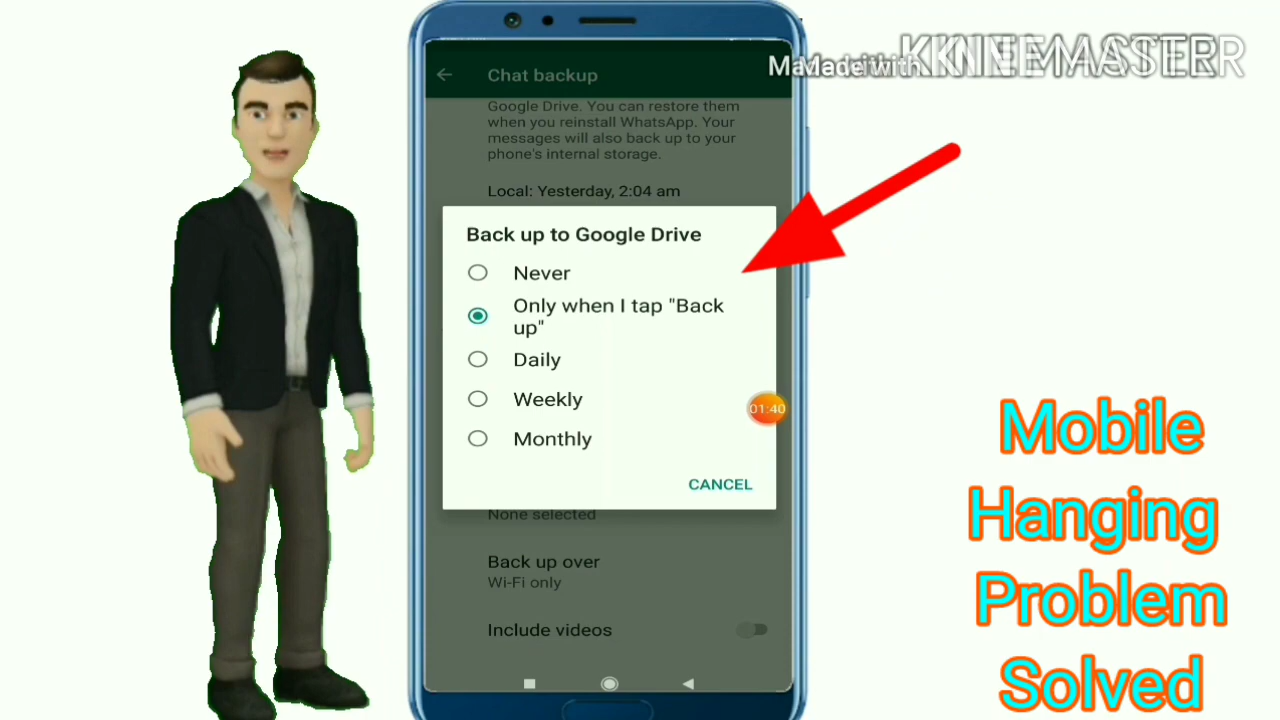 Made with KINEMASTER
Chat backup
Google Drive. You can restore them
when you reinstall WhatsApp. Your
messages will also back up to your
phone's internal storage.
Local: Yesterday, 2:04 am
Back up to Google Drive
Never
Only when I tap "Back
up"
Daily
Weekly
Monthly
01:40
CANCEL
None selected
Back up over
Wi-Fi only
Include videos
Mobile
Hanging
Problem
Solved